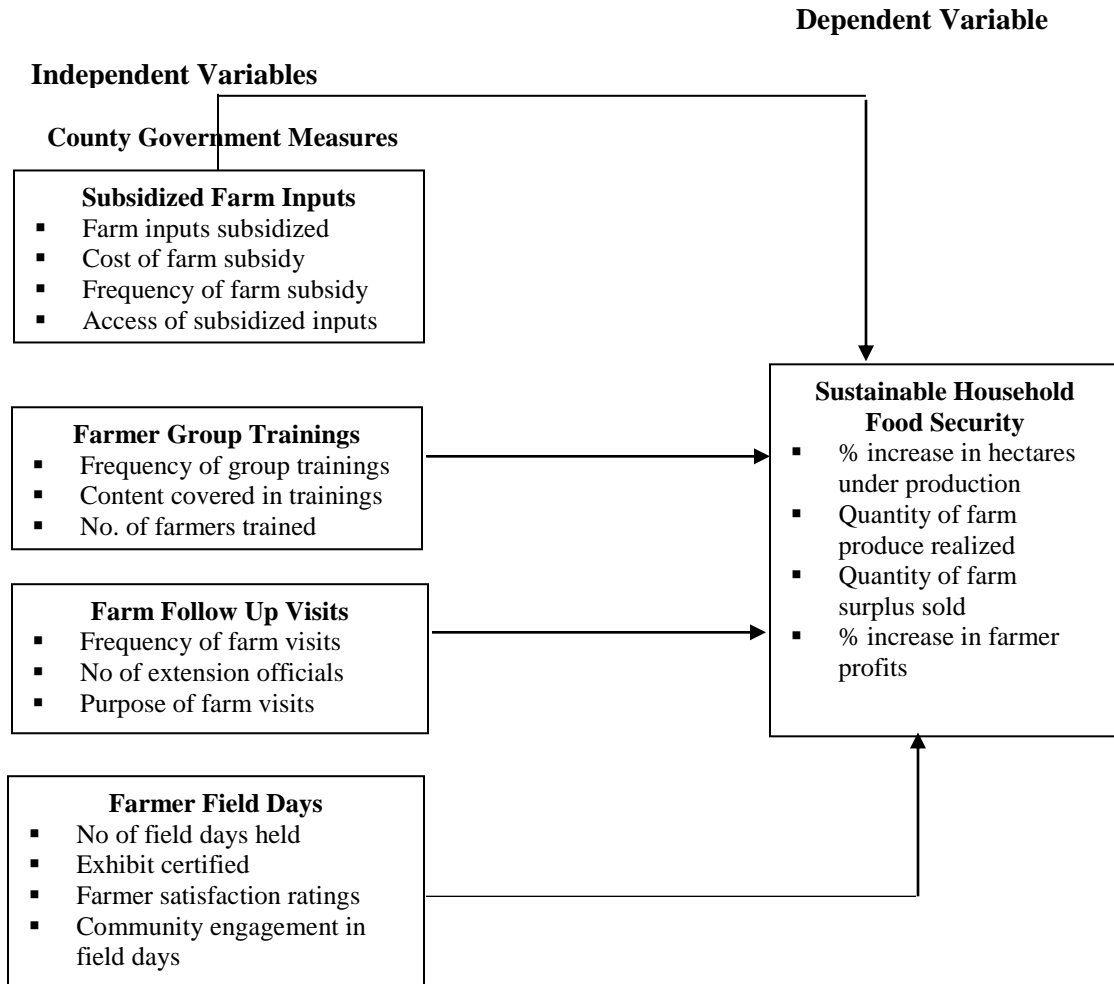 Dependent Variable
Independent Variables
County Government Measures
Subsidized Farm Inputs
▪ Farm inputs subsidized
▪ Cost of farm subsidy
▪ Frequency of farm subsidy
▪ Access of subsidized inputs
Farmer Group Trainings
▪ Frequency of group trainings
▪ Content covered in trainings
▪ No. of farmers trained
Farm Follow Up Visits
▪ Frequency of farm visits
▪ No of extension officials
▪ Purpose of farm visits
Farmer Field Days
▪ No of field days held
▪ Exhibit certified
▪ Farmer satisfaction ratings
▪ Community engagement in
field days
Sustainable Household
Food Security
▪ % increase in hectares
under production
▪ Quantity of farm
produce realized
▪ Quantity of farm
surplus sold
▪ % increase in farmer
profits